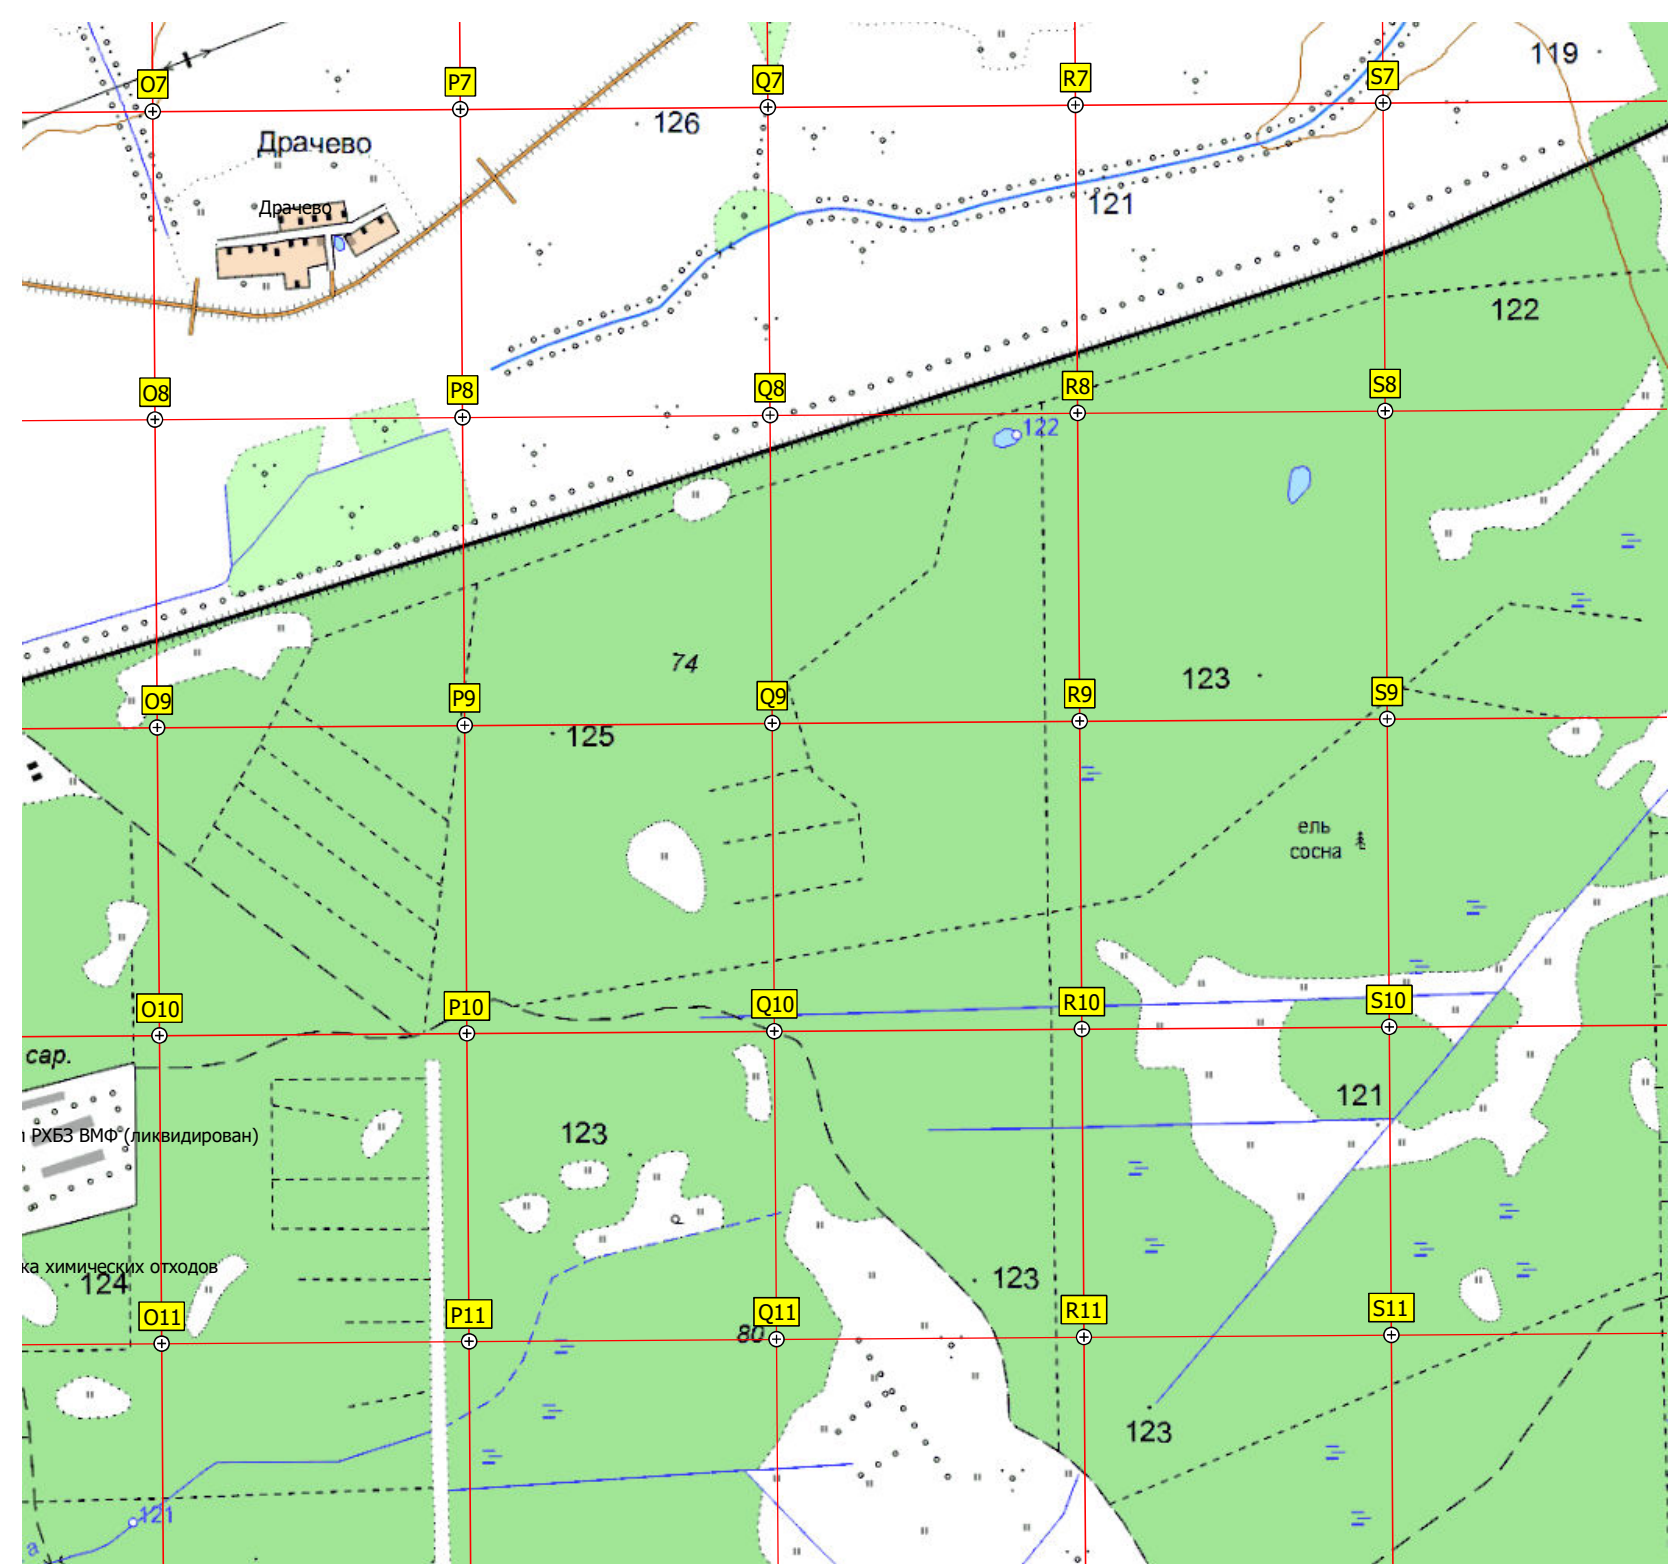 119
O7
P7
Q7
R7
S7
126
Драчево
Драчево
121
122
O8
P8
Q8
R8
S8
122
74
123
O9
P9
Q9
R9
S9
125
ель
сосна
O10
P10
Q10
R10
S10
сар.
121
РХБЗ ВМФ (ликвидирован)
123
ка химических отходов
124
123
O11
P11
Q11
R11
S11
80
123
121
а